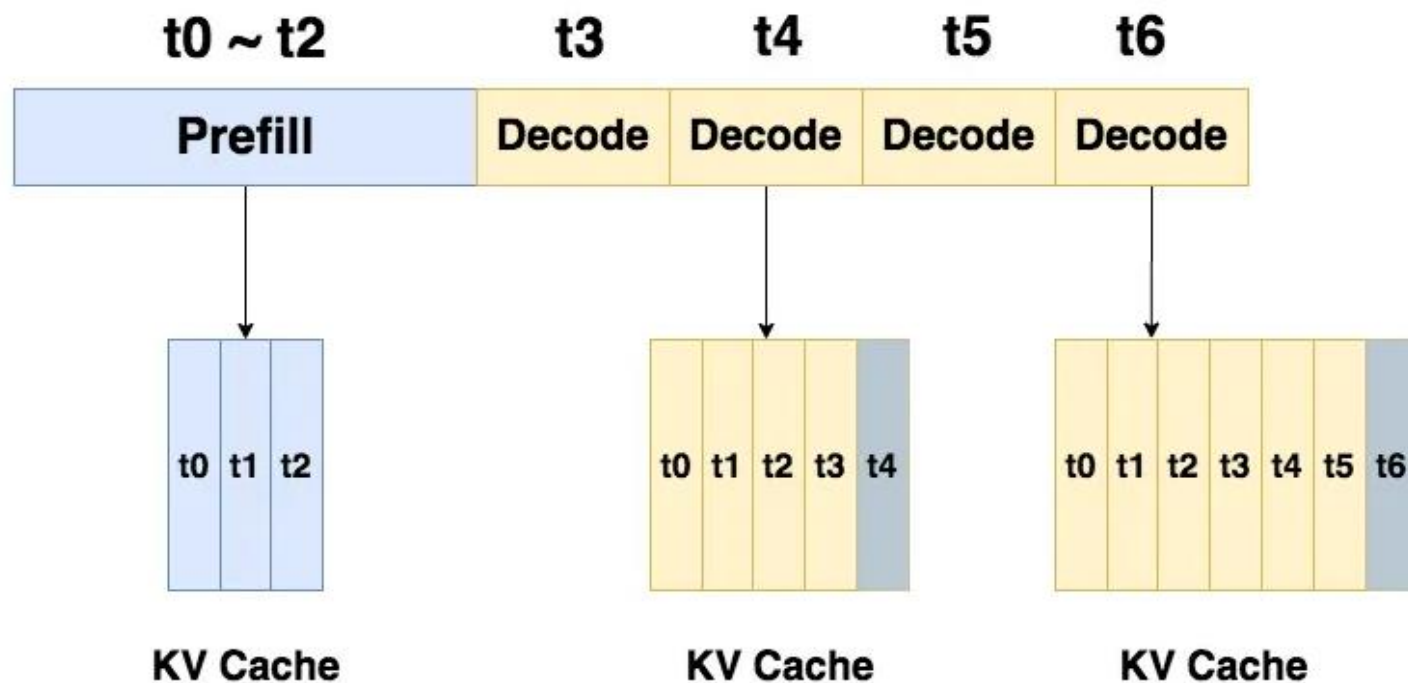 t0 ~ t2 t3 t4 t5 t6
Prefill Decode Decode Decode Decode
t0 t1 t2 t0 t1 t2 t3 t4 t0 t1 t2 t3 t4 t5 t6
KV Cache KV Cache KV Cache